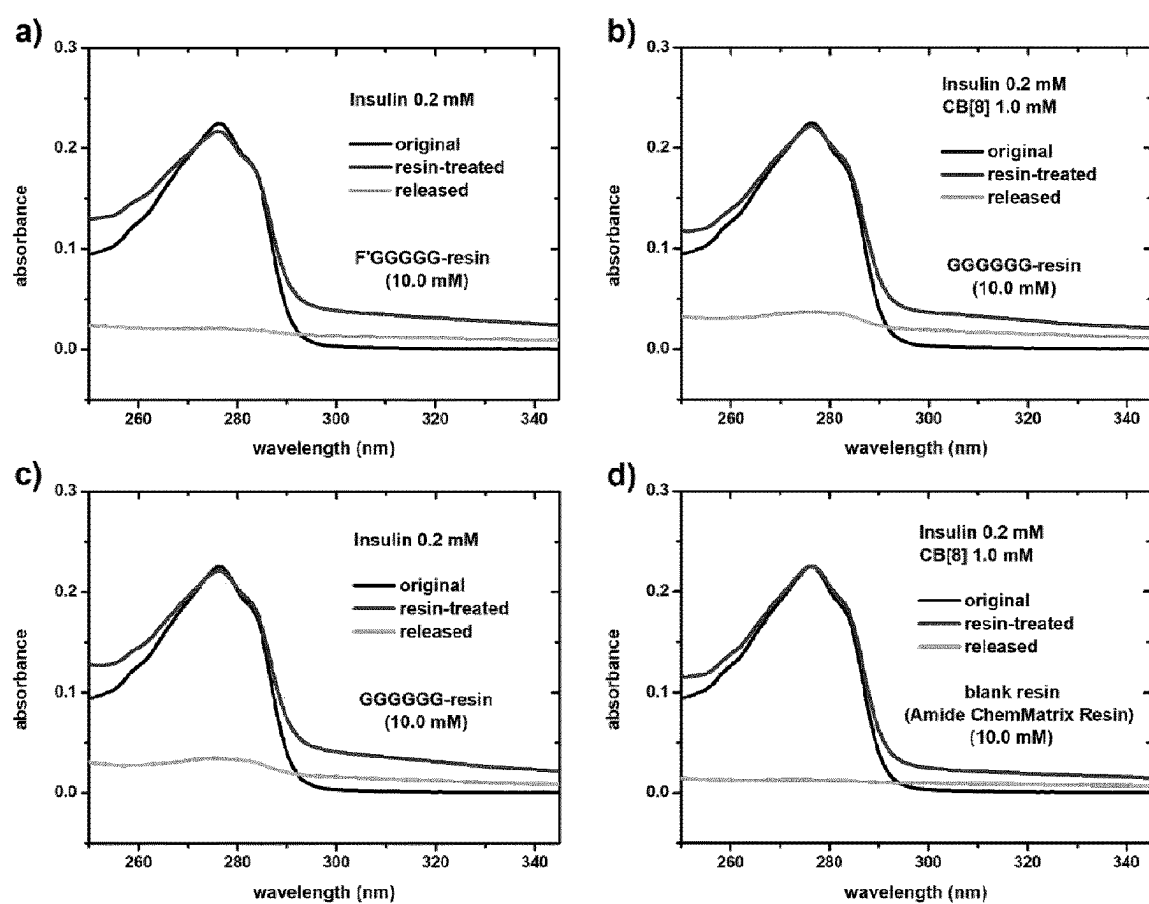 a)
0.3
0.2
0.1
0.0
absorbance
Insulin 0.2 mM
original
resin-treated
released
F'GGGGG-resin
(10.0 mM)
260 280 300 320 340
wavelength (nm)
b)
0.3
0.2
0.1
0.0
absorbance
Insulin 0.2 mM
CB[8] 1.0 mM
original
resin-treated
released
GGGGGG-resin
(10.0 mM)
260 280 300 320 340
wavelength (nm)
c)
0.3
0.2
0.1
0.0
absorbance
Insulin 0.2 mM
original
resin-treated
released
GGGGGG-resin
(10.0 mM)
260 280 300 320 340
wavelength (nm)
d)
0.3
0.2
0.1
0.0
absorbance
Insulin 0.2 mM
CB[8] 1.0 mM
original
resin-treated
released
blank resin
(Amide ChemMatrix Resin)
(10.0 mM)
260 280 300 320 340
wavelength (nm)